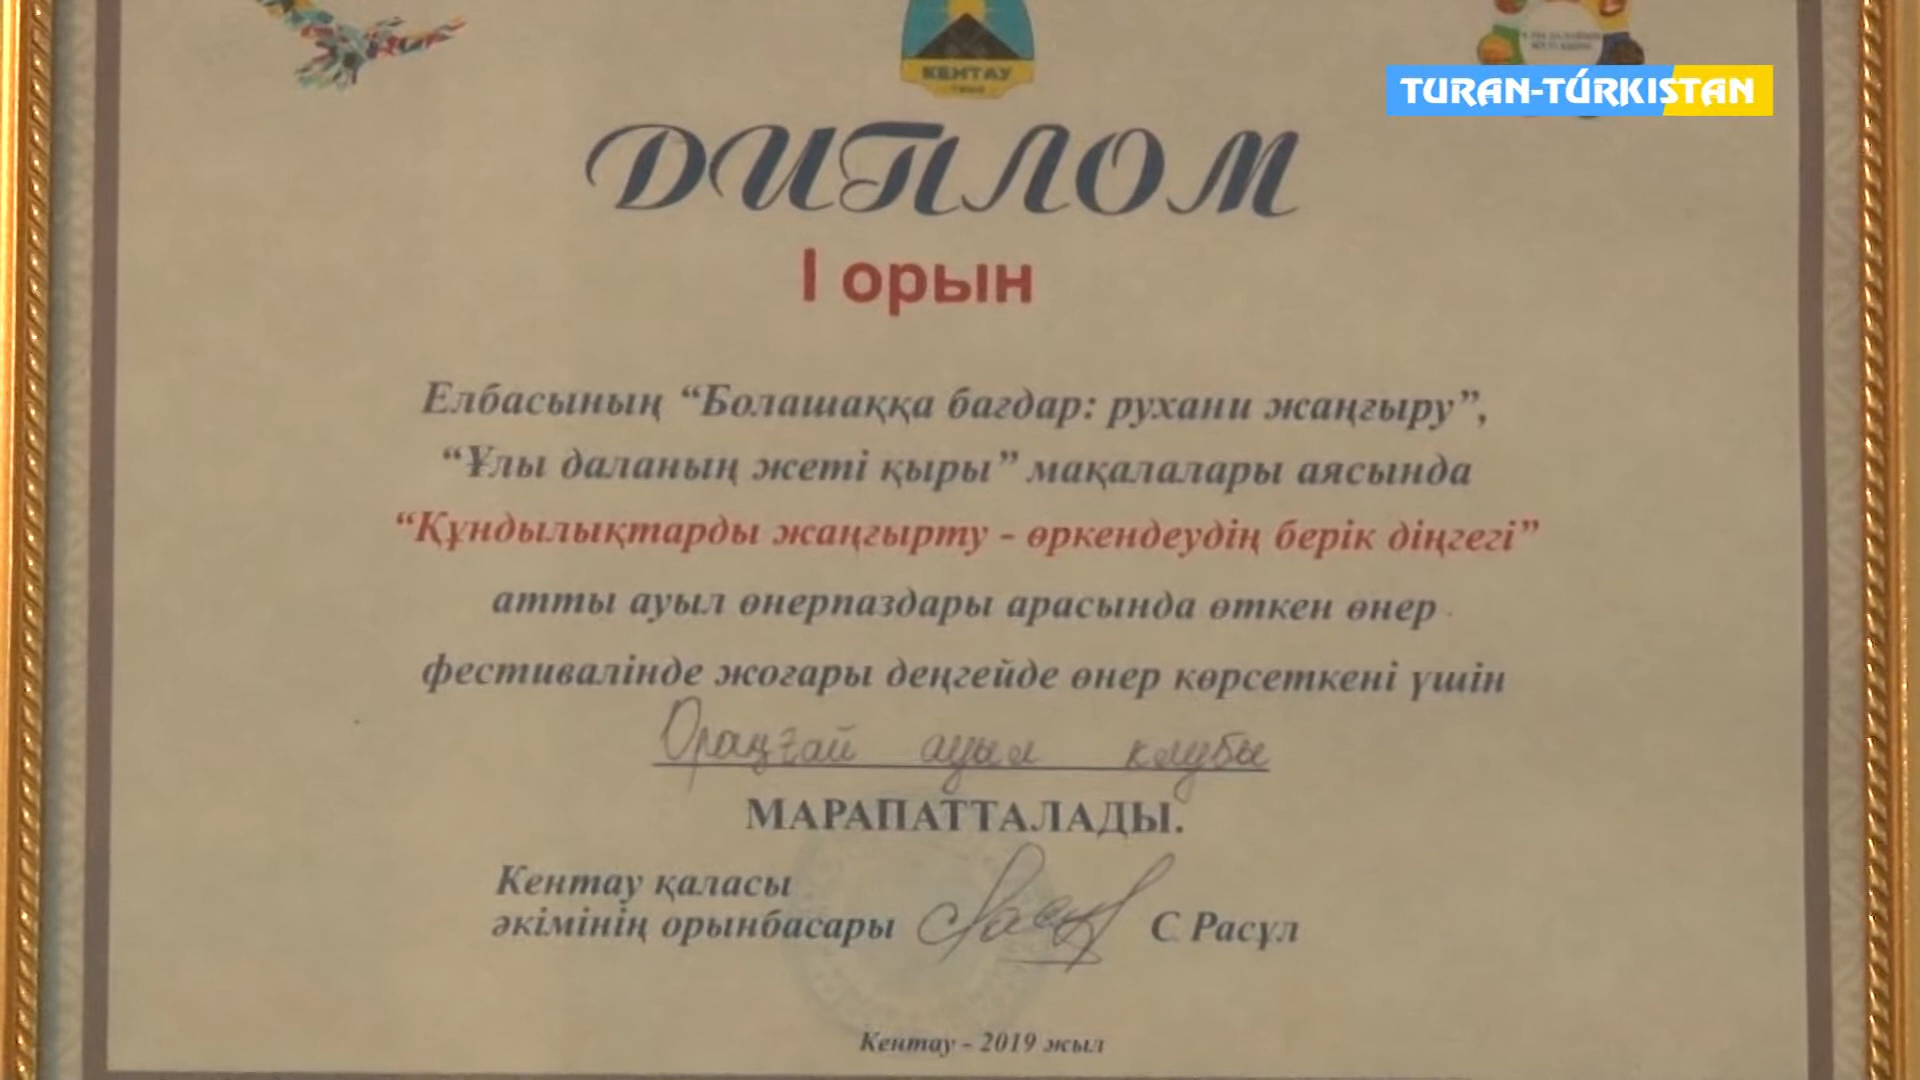 КЕНТАУ
TURAN-TÚRKISTAN
ДИПЛОМ
I орын
Елбасының “Болашаққа бағдар: рухани жаңғыру”,
“Ұлы даланың жеті қыры” мақалалары аясында
“Құндылықтарды жаңғырту - өркендеудің берік діңгегі”
атты ауыл өнерпаздары арасында өткен өнер
фестивалінде жоғары деңгейде өнер көрсеткені үшін
Ораңғай ауыл клубы
МАРАПАТТАЛАДЫ.
Кентау қаласы
әкімінің орынбасары С Расұл
Кентау - 2019 жыл